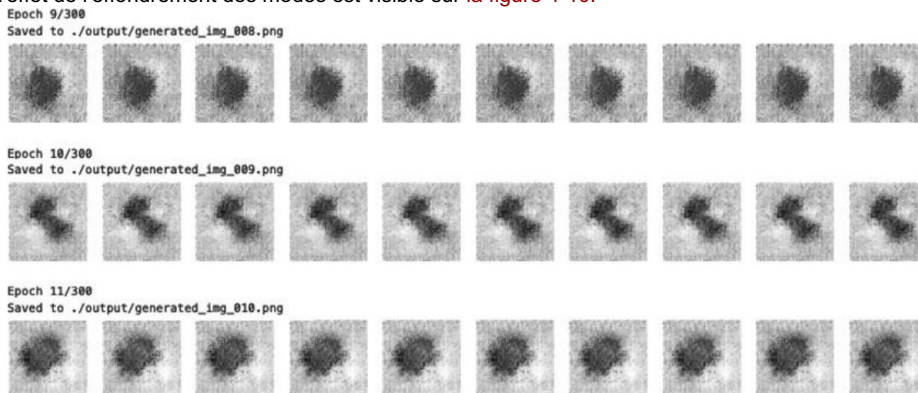 l'effet de l'effondrement des modes est visible sur la figure 4-10.
Epoch 9/300
Saved to ./output/generated_img_008.png
Epoch 10/300
Saved to ./output/generated_img_009.png
Epoch 11/300
Saved to ./output/generated_img_010.png